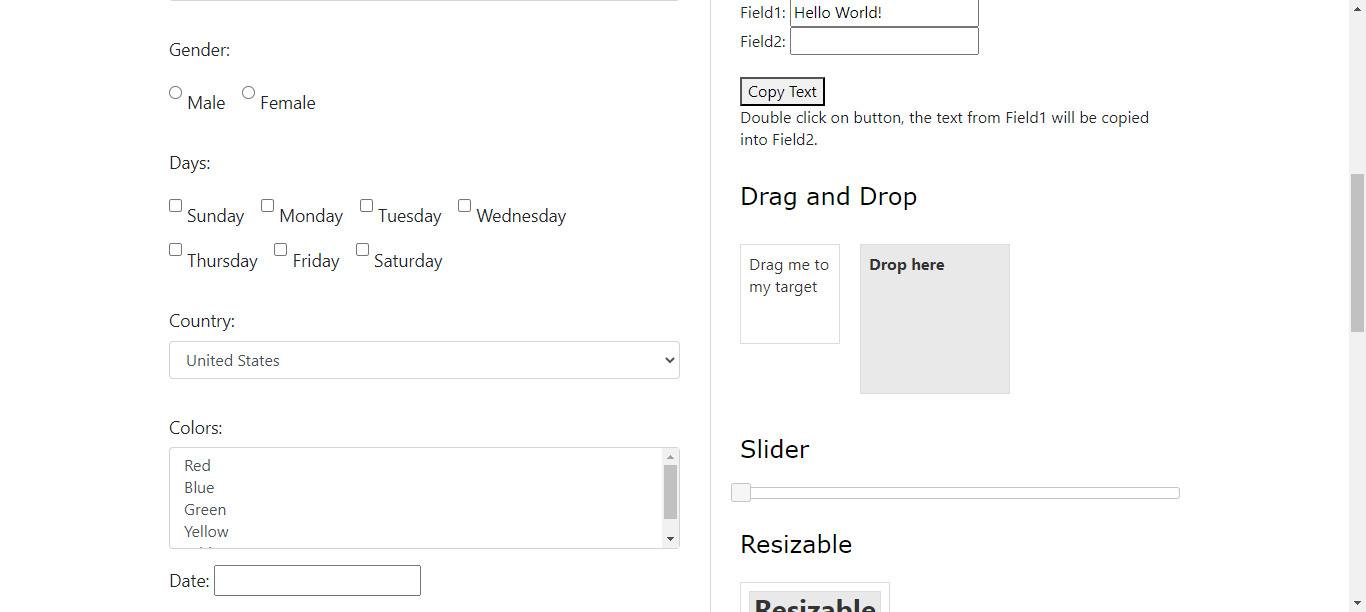 Gender:
Male Female
Days:
Sunday Monday Tuesday Wednesday
Thursday Friday Saturday
Country:
United States
Colors:
Red
Blue
Green
Yellow
Date:
Field1: Hello World!
Field2:
Copy Text
Double click on button, the text from Field1 will be copied
into Field2.
Drag and Drop
Drag me to
my target
Drop here
Slider
Resizable
Resizable